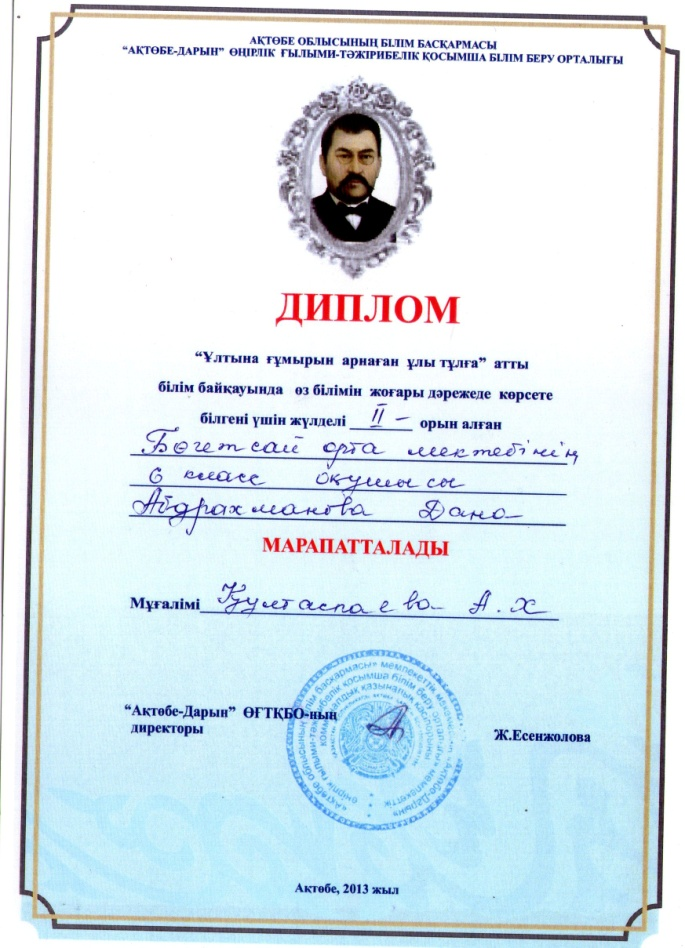 АҚТӨБЕ ОБЛЫСЫНЫҢ БІЛІМ БАСҚАРМАСЫ
“АҚТӨБЕ-ДАРЫН” ӨҢІРЛІК ҒЫЛЫМИ-ТӘЖІРИБЕЛІК ҚОСЫМША БІЛІМ БЕРУ ОРТАЛЫҒЫ
ДИПЛОМ
“Ұлтына ғұмырын арнаған ұлы тұлға” атты
білім байқауында өз білімін жоғары дәрежеде көрсете
білгені үшін жүлделі II – орын алған
Бөгетсай орта мектебінің
6 класс оқушысы
Абдрахманова Дана
МАРАПАТТАЛАДЫ
Мұғалімі Құлтаспаева А.Х
“Ақтөбе-Дарын” ӨҒТҚБО-ның
директоры
Ж.Есенжолова
Ақтөбе, 2013 жыл